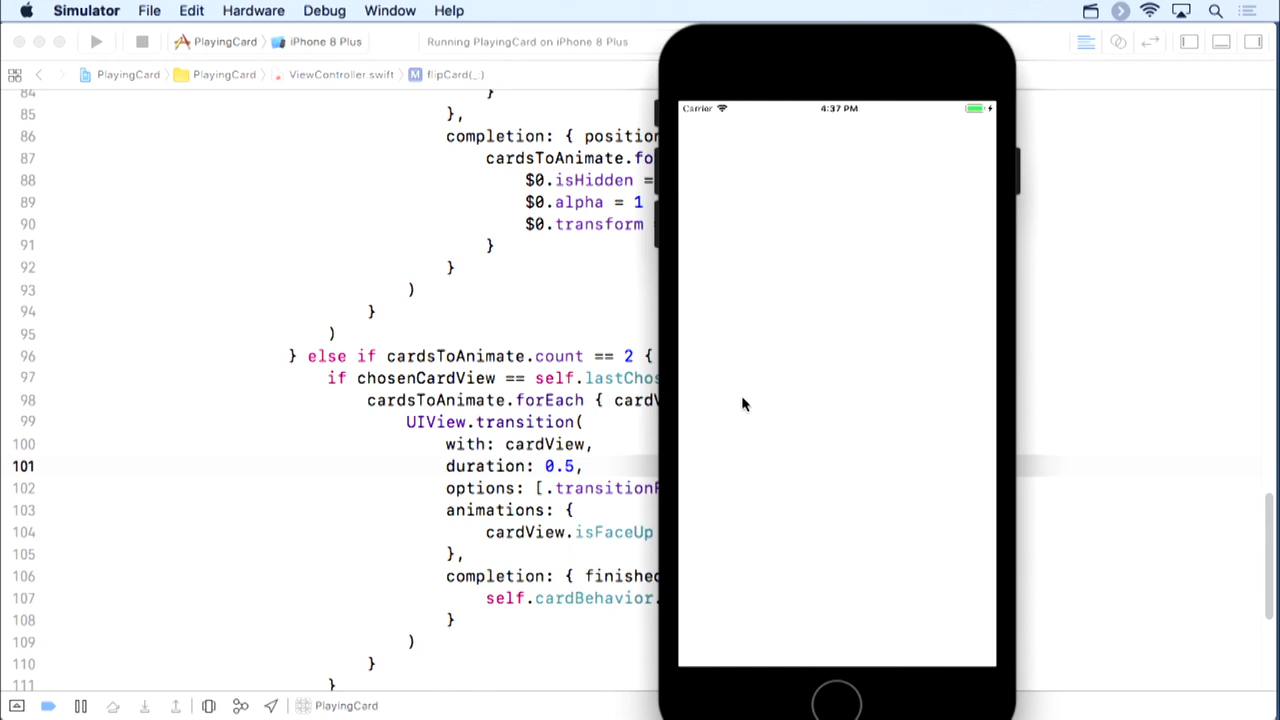 Simulator File Edit Hardware Debug Window Help
PlayingCard iPhone 8 Plus Running PlayingCard on iPhone 8 Plus
PlayingCard PlayingCard ViewController.swift M flipCard(_:)
Carrier 4:37 PM
84 }
85 },
86 completion: { position
87 cardsToAnimate.fo
88 $0.isHidden =
89 $0.alpha = 1
90 $0.transform
91 }
92 }
93 )
94 }
95 )
96 } else if cardsToAnimate.count == 2 {
97 if chosenCardView == self.lastChos
98 cardsToAnimate.forEach { cardV
99 UIView.transition(
100 with: cardView,
101 duration: 0.5,
102 options: [.transitionF
103 animations: {
104 cardView.isFaceUp
105 },
106 completion: { finished
107 self.cardBehavior.
108 }
109 )
110 }
111 }
PlayingCard